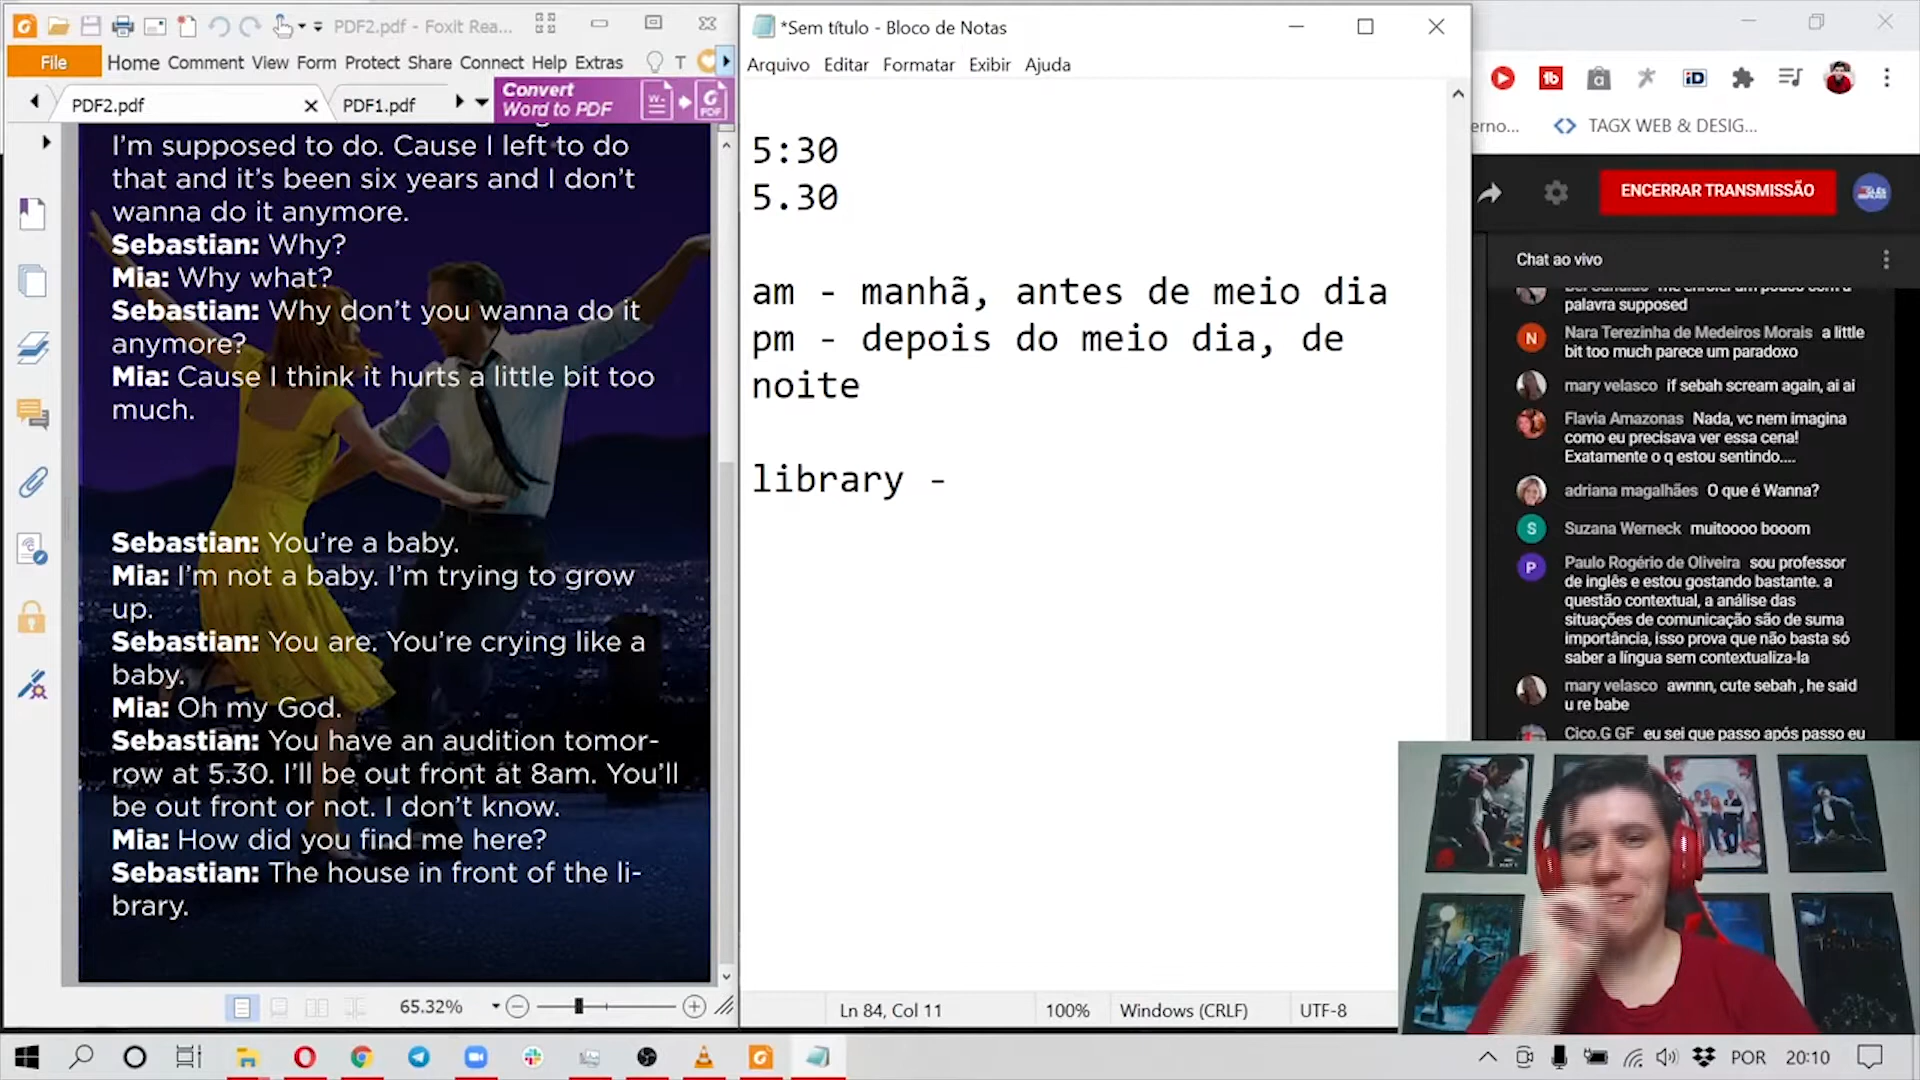 PDF2.pdf - Foxit Rea...
File Home Comment View Form Protect Share Connect Help Extras
PDF2.pdf
PDF1.pdf
Convert
Word to PDF
I'm supposed to do. Cause I left to do
that and it's been six years and I don't
wanna do it anymore.
Sebastian: Why?
Mia: Why what?
Sebastian: Why don't you wanna do it
anymore?
Mia: Cause I think it hurts a little bit too
much.
Sebastian: You're a baby.
Mia: I'm not a baby. I'm trying to grow
up.
Sebastian: You are. You're crying like a
baby.
Mia: Oh my God.
Sebastian: You have an audition tomor-
row at 5.30. I'll be out front at 8am. You'll
be out front or not. I don't know.
Mia: How did you find me here?
Sebastian: The house in front of the li-
brary.
65.32%
*Sem título - Bloco de Notas
Arquivo Editar Formatar Exibir Ajuda
5:30
5.30
am - manhã, antes de meio dia
pm - depois do meio dia, de
noite
library -
Ln 84, Col 11
100%
Windows (CRLF)
UTF-8
erno...
TAGX WEB & DESIG...
ENCERRAR TRANSMISSÃO
Chat ao vivo
palavra supposed
Nara Terezinha de Medeiros Morais a little
bit too much parece um paradoxo
mary velasco if sebah scream again, ai ai
Flavia Amazonas Nada, vc nem imagina
como eu precisava ver essa cena!
Exatamente o q estou sentindo....
adriana magalhães O que é Wanna?
Suzana Werneck muitoooo booom
Paulo Rogério de Oliveira sou professor
de inglês e estou gostando bastante. a
questão contextual, a análise das
situações de comunicação são de suma
importância, isso prova que não basta só
saber a língua sem contextualiza-la
mary velasco awnnn, cute sebah , he said
u re babe
Cico.G GF eu sei que passo após passo eu
POR
20:10